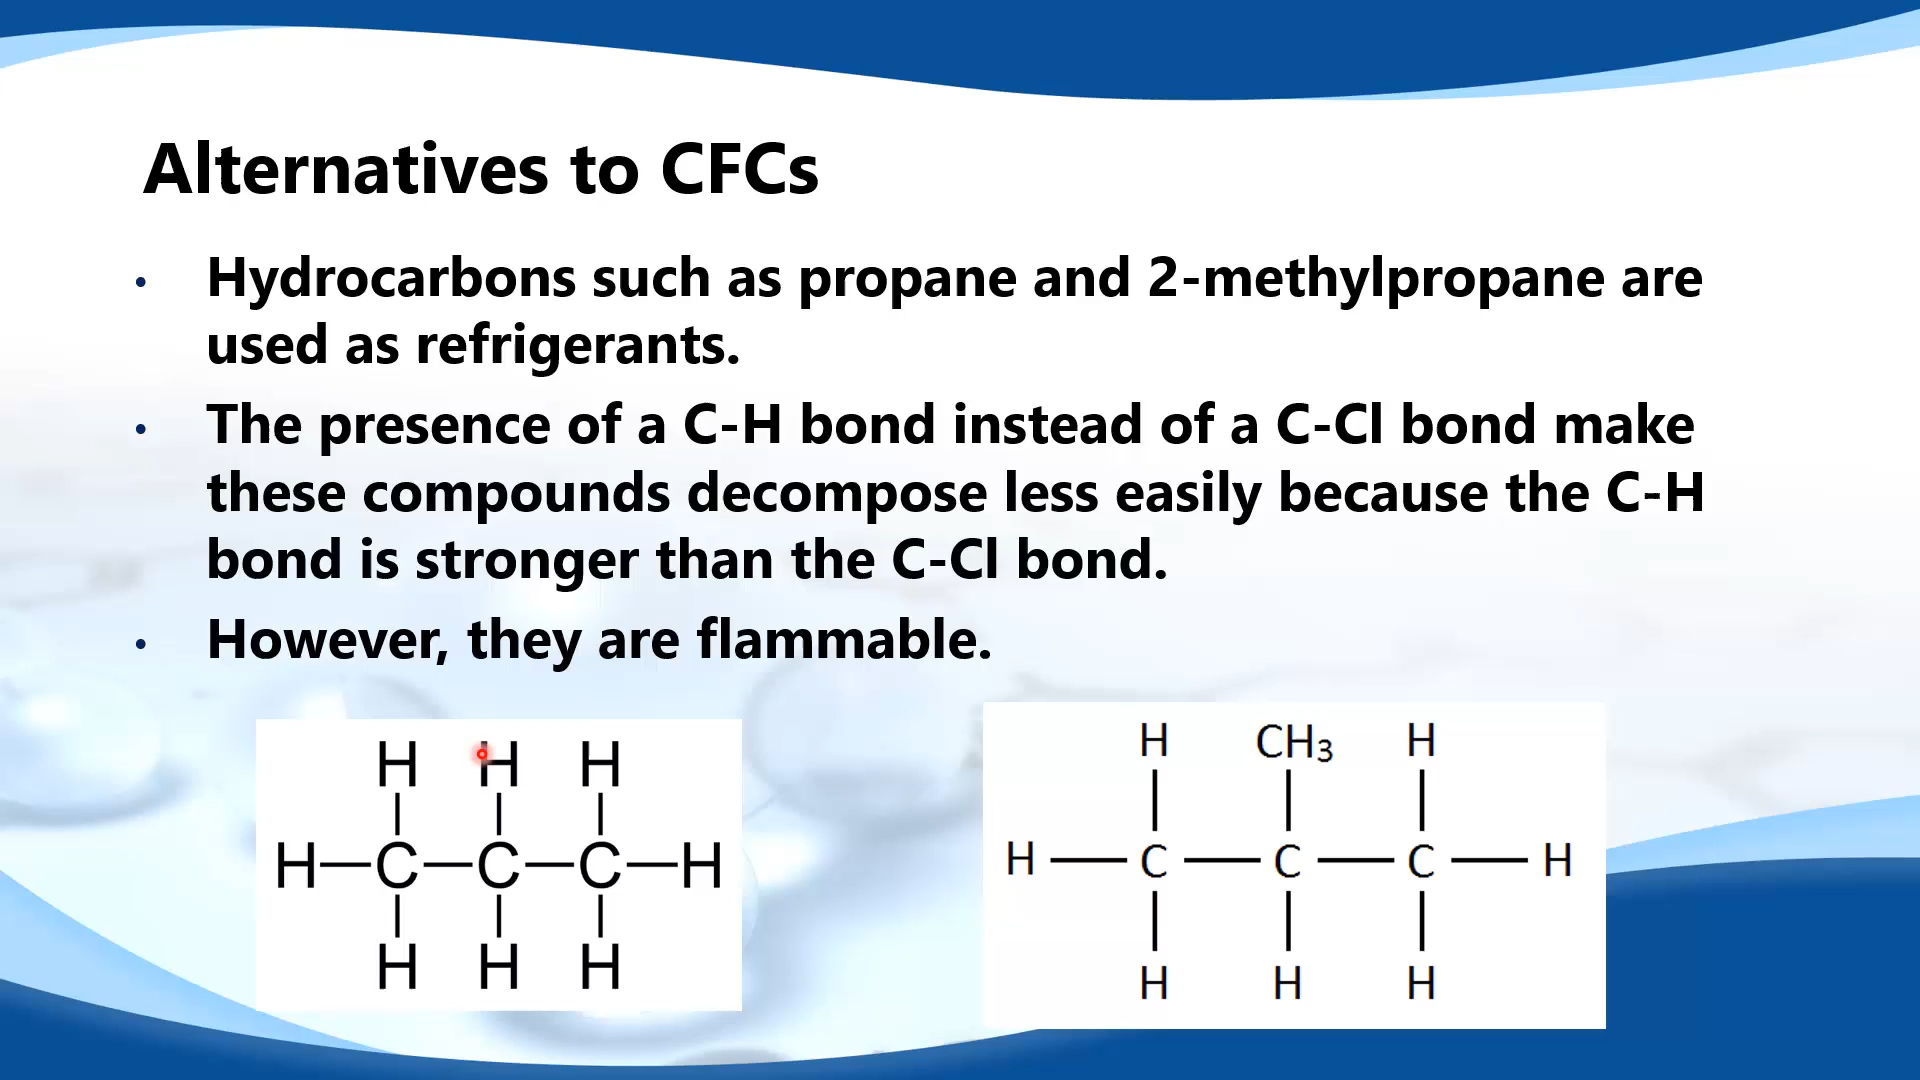 Alternatives to CFCs
• Hydrocarbons such as propane and 2-methylpropane are
used as refrigerants.
• The presence of a C-H bond instead of a C-Cl bond make
these compounds decompose less easily because the C-H
bond is stronger than the C-Cl bond.
• However, they are flammable.
H H H
H—C—C—C—H
H H H
H CH₃ H
H—C—C—C—H
H H H